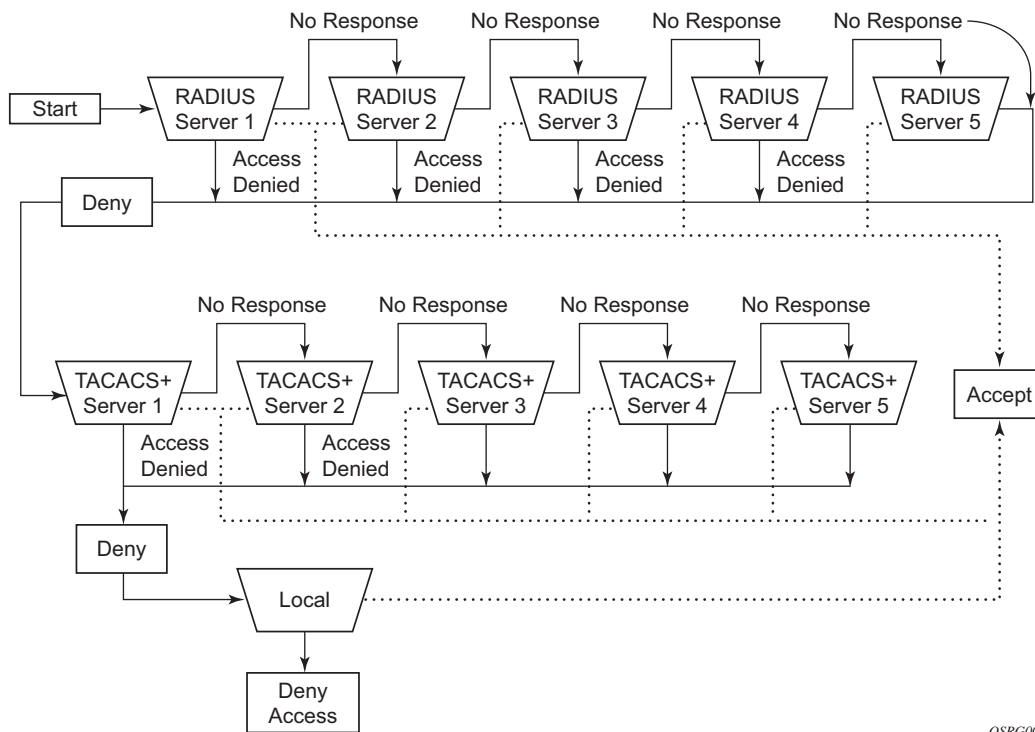 No Response
No Response
No Response
No Response
No Response
Start
RADIUS
Server 1
RADIUS
Server 2
RADIUS
Server 3
RADIUS
Server 4
RADIUS
Server 5
Access
Denied
Access
Denied
Access
Denied
Deny
No Response
No Response
No Response
No Response
TACACS+
Server 1
TACACS+
Server 2
TACACS+
Server 3
TACACS+
Server 4
TACACS+
Server 5
Accept
Access
Denied
Access
Denied
Deny
Local
Deny
Access